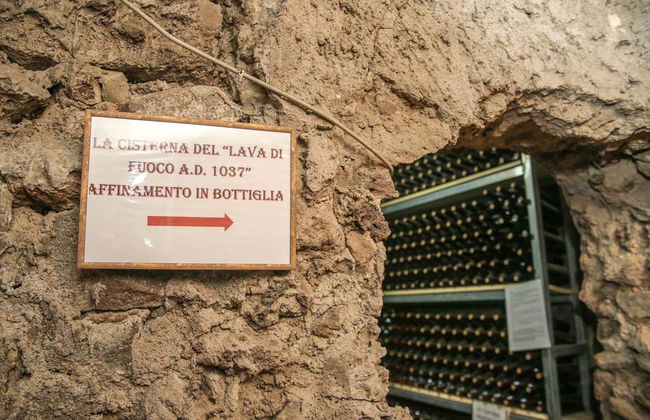 LA CISTERNA DEL "LAVA DI
FUOCO A.D. 1037"
AFFINAMENTO IN BOTTIGLIA